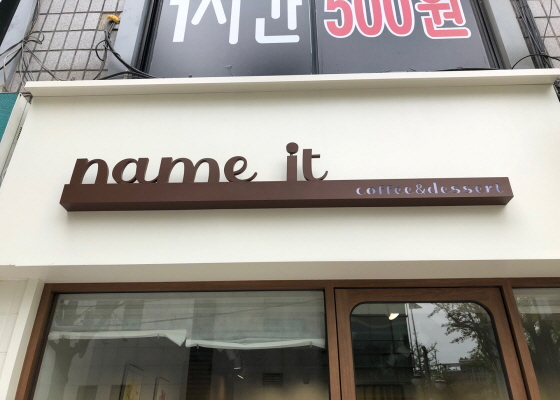 1시간 500원
name it
coffee&dessert